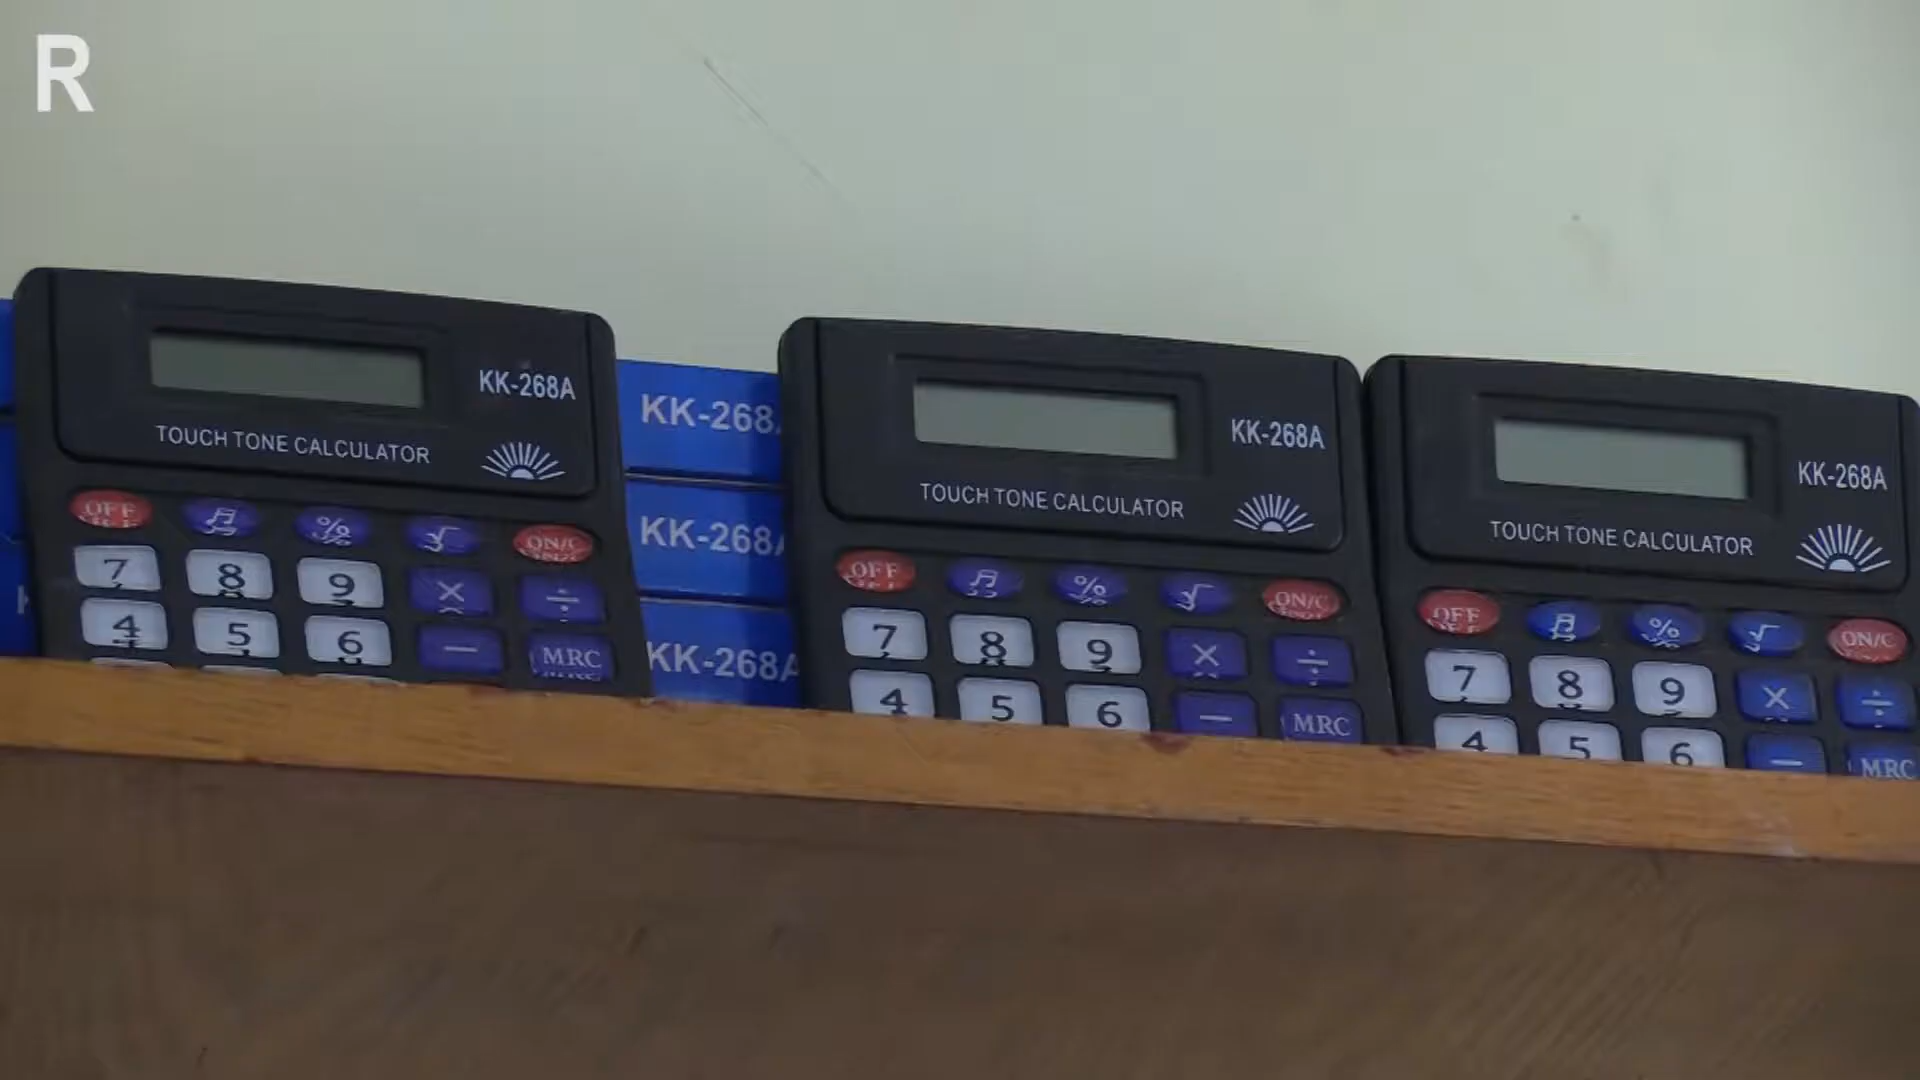 R
KK-268A
TOUCH TONE CALCULATOR
OFF % √ ON/C
7 8 9 × ÷
4 5 6 − MRC
KK-268
KK-268A
KK-268A
KK-268A
TOUCH TONE CALCULATOR
OFF % √ ON/C
7 8 9 × ÷
4 5 6 − MRC
KK-268A
TOUCH TONE CALCULATOR
OFF % √ ON/C
7 8 9 × ÷
4 5 6 − MRC